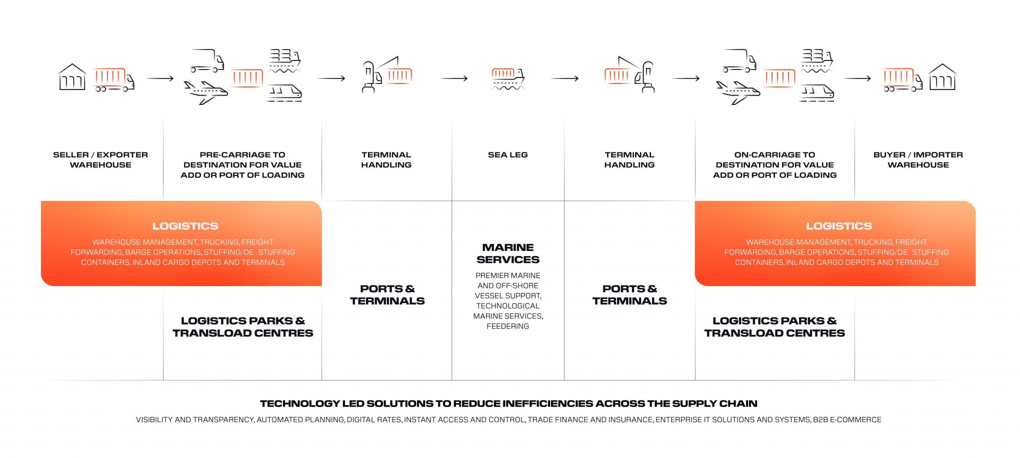 SELLER / EXPORTER
WAREHOUSE
PRE-CARRIAGE TO
DESTINATION FOR VALUE
ADD OR PORT OF LOADING
TERMINAL
HANDLING
SEA LEG
TERMINAL
HANDLING
ON-CARRIAGE TO
DESTINATION FOR VALUE
ADD OR PORT OF LOADING
BUYER / IMPORTER
WAREHOUSE
LOGISTICS
WAREHOUSE MANAGEMENT, TRUCKING, FREIGHT
FORWARDING, BARGE OPERATIONS, STUFFING/DE STUFFING
CONTAINERS, INLAND CARGO DEPOTS AND TERMINALS
LOGISTICS PARKS &
TRANSLOAD CENTRES
PORTS &
TERMINALS
MARINE
SERVICES
PREMIER MARINE
AND OFF-SHORE
VESSEL SUPPORT,
TECHNOLOGICAL
MARINE SERVICES,
FEEDERING
PORTS &
TERMINALS
LOGISTICS
WAREHOUSE MANAGEMENT, TRUCKING, FREIGHT
FORWARDING, BARGE OPERATIONS, STUFFING/DE STUFFING
CONTAINERS, INLAND CARGO DEPOTS AND TERMINALS
LOGISTICS PARKS &
TRANSLOAD CENTRES
TECHNOLOGY LED SOLUTIONS TO REDUCE INEFFICIENCIES ACROSS THE SUPPLY CHAIN
VISIBILITY AND TRANSPARENCY, AUTOMATED PLANNING, DIGITAL RATES, INSTANT ACCESS AND CONTROL, TRADE FINANCE AND INSURANCE, ENTERPRISE IT SOLUTIONS AND SYSTEMS, B2B E-COMMERCE